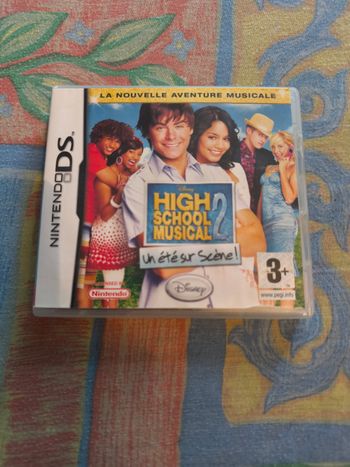 NINTENDO DS
LA NOUVELLE AVENTURE MUSICALE
Disney
HIGH
SCHOOL
MUSICAL 2
un été sur Scène !
Disney
Nintendo
3+
www.pegi.info